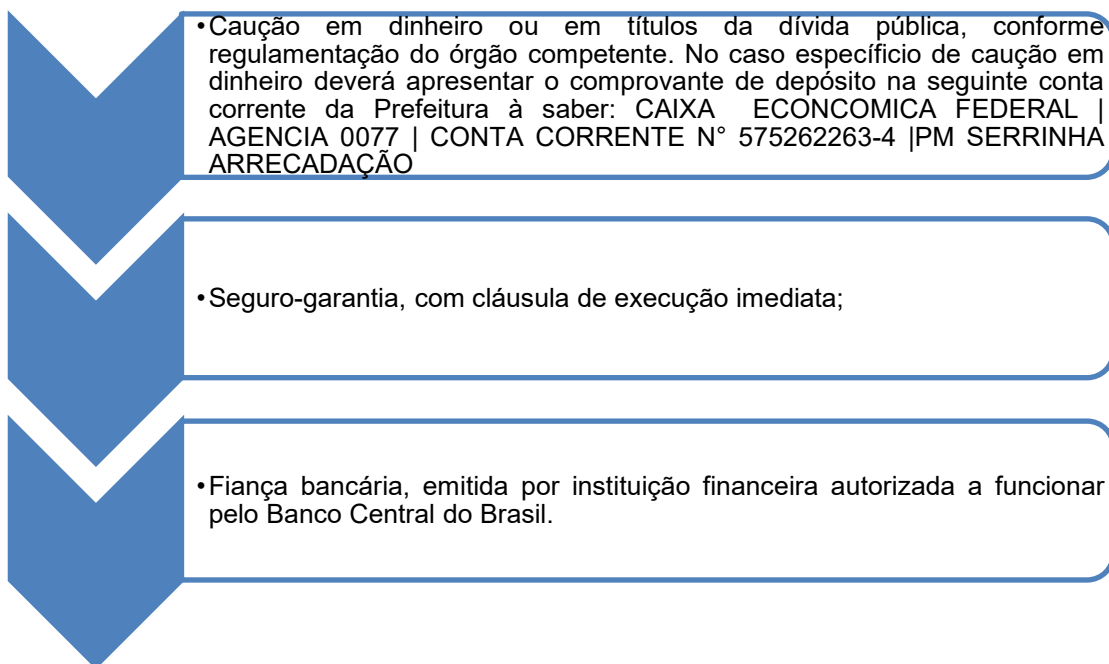 •Caução em dinheiro ou em títulos da dívida pública, conforme
regulamentação do órgão competente. No caso específicio de caução em
dinheiro deverá apresentar o comprovante de depósito na seguinte conta
corrente da Prefeitura à saber: CAIXA ECONCOMICA FEDERAL |
AGENCIA 0077 | CONTA CORRENTE N° 575262263-4 |PM SERRINHA
ARRECADAÇÃO
•Seguro-garantia, com cláusula de execução imediata;
•Fiança bancária, emitida por instituição financeira autorizada a funcionar
pelo Banco Central do Brasil.